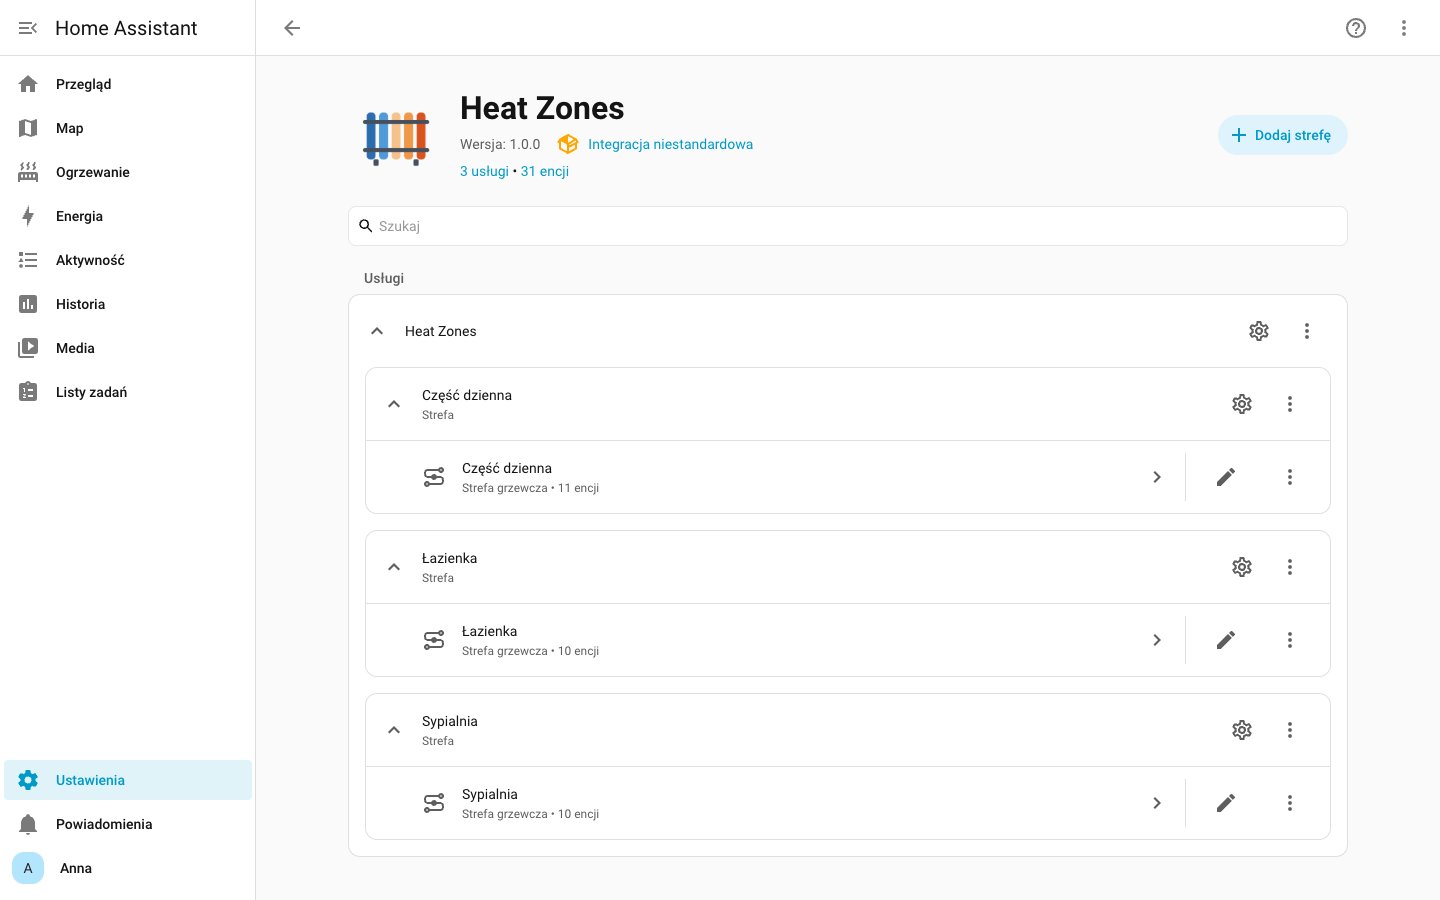 Home Assistant
Przegląd
Map
Ogrzewanie
Energia
Aktywność
Historia
Media
Listy zadań
Ustawienia
Powiadomienia
A
Anna
Heat Zones
Wersja: 1.0.0
Integracja niestandardowa
3 usługi • 31 encji
Dodaj strefę
Szukaj
Usługi
Heat Zones
Część dzienna
Strefa
Część dzienna
Strefa grzewcza • 11 encji
Łazienka
Strefa
Łazienka
Strefa grzewcza • 10 encji
Sypialnia
Strefa
Sypialnia
Strefa grzewcza • 10 encji